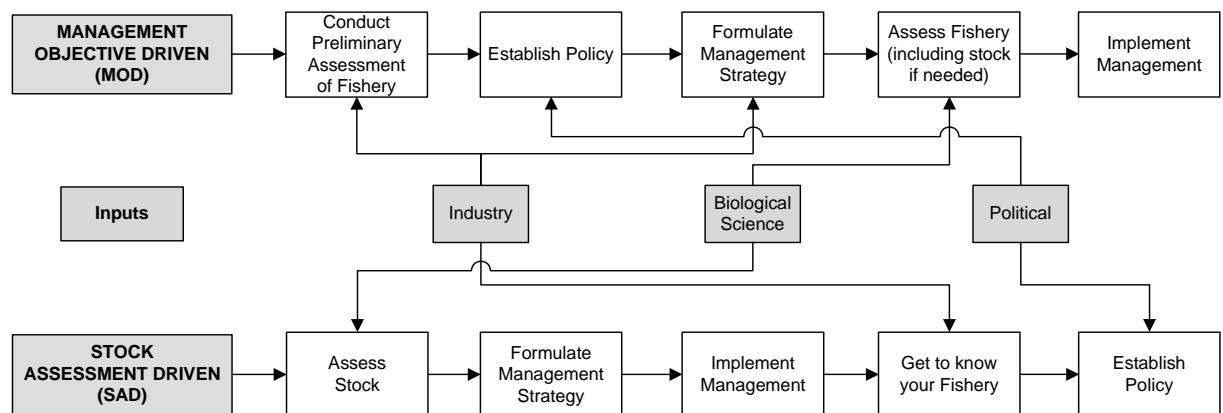 MANAGEMENT
OBJECTIVE DRIVEN
(MOD)
Conduct
Preliminary
Assessment
of Fishery
Establish Policy
Formulate
Management
Strategy
Assess Fishery
(including stock
if needed)
Implement
Management
Inputs
Industry
Biological
Science
Political
STOCK
ASSESSMENT DRIVEN
(SAD)
Assess
Stock
Formulate
Management
Strategy
Implement
Management
Get to know
your Fishery
Establish
Policy